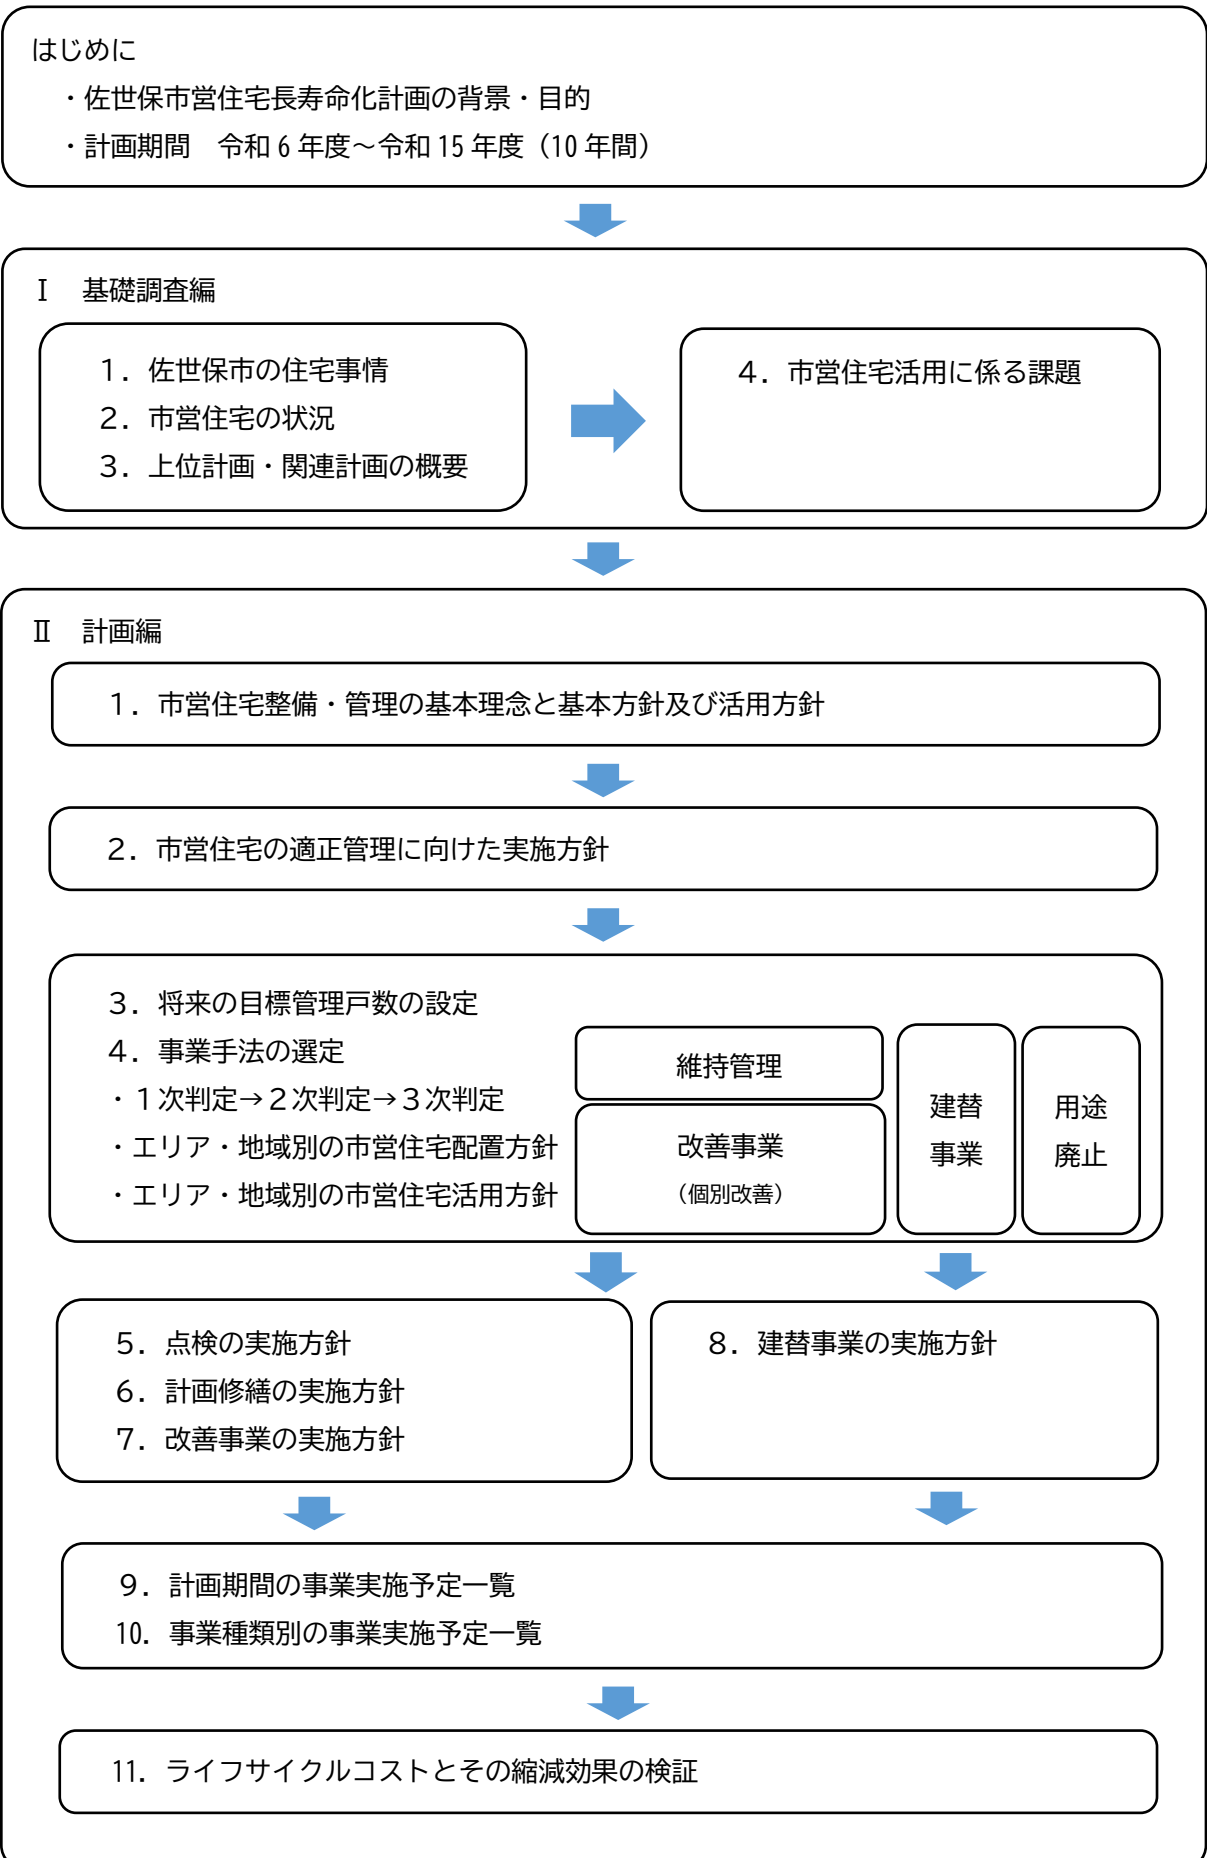 はじめに
・佐世保市営住宅長寿命化計画の背景・目的
・計画期間　令和6年度～令和15年度（10年間）
Ⅰ　基礎調査編
１．佐世保市の住宅事情
２．市営住宅の状況
３．上位計画・関連計画の概要
４．市営住宅活用に係る課題
Ⅱ　計画編
１．市営住宅整備・管理の基本理念と基本方針及び活用方針
２．市営住宅の適正管理に向けた実施方針
３．将来の目標管理戸数の設定
４．事業手法の選定
・１次判定→２次判定→３次判定
・エリア・地域別の市営住宅配置方針
・エリア・地域別の市営住宅活用方針
維持管理
改善事業
（個別改善）
建替
事業
用途
廃止
５．点検の実施方針
６．計画修繕の実施方針
７．改善事業の実施方針
８．建替事業の実施方針
９．計画期間の事業実施予定一覧
10．事業種類別の事業実施予定一覧
11．ライフサイクルコストとその縮減効果の検証